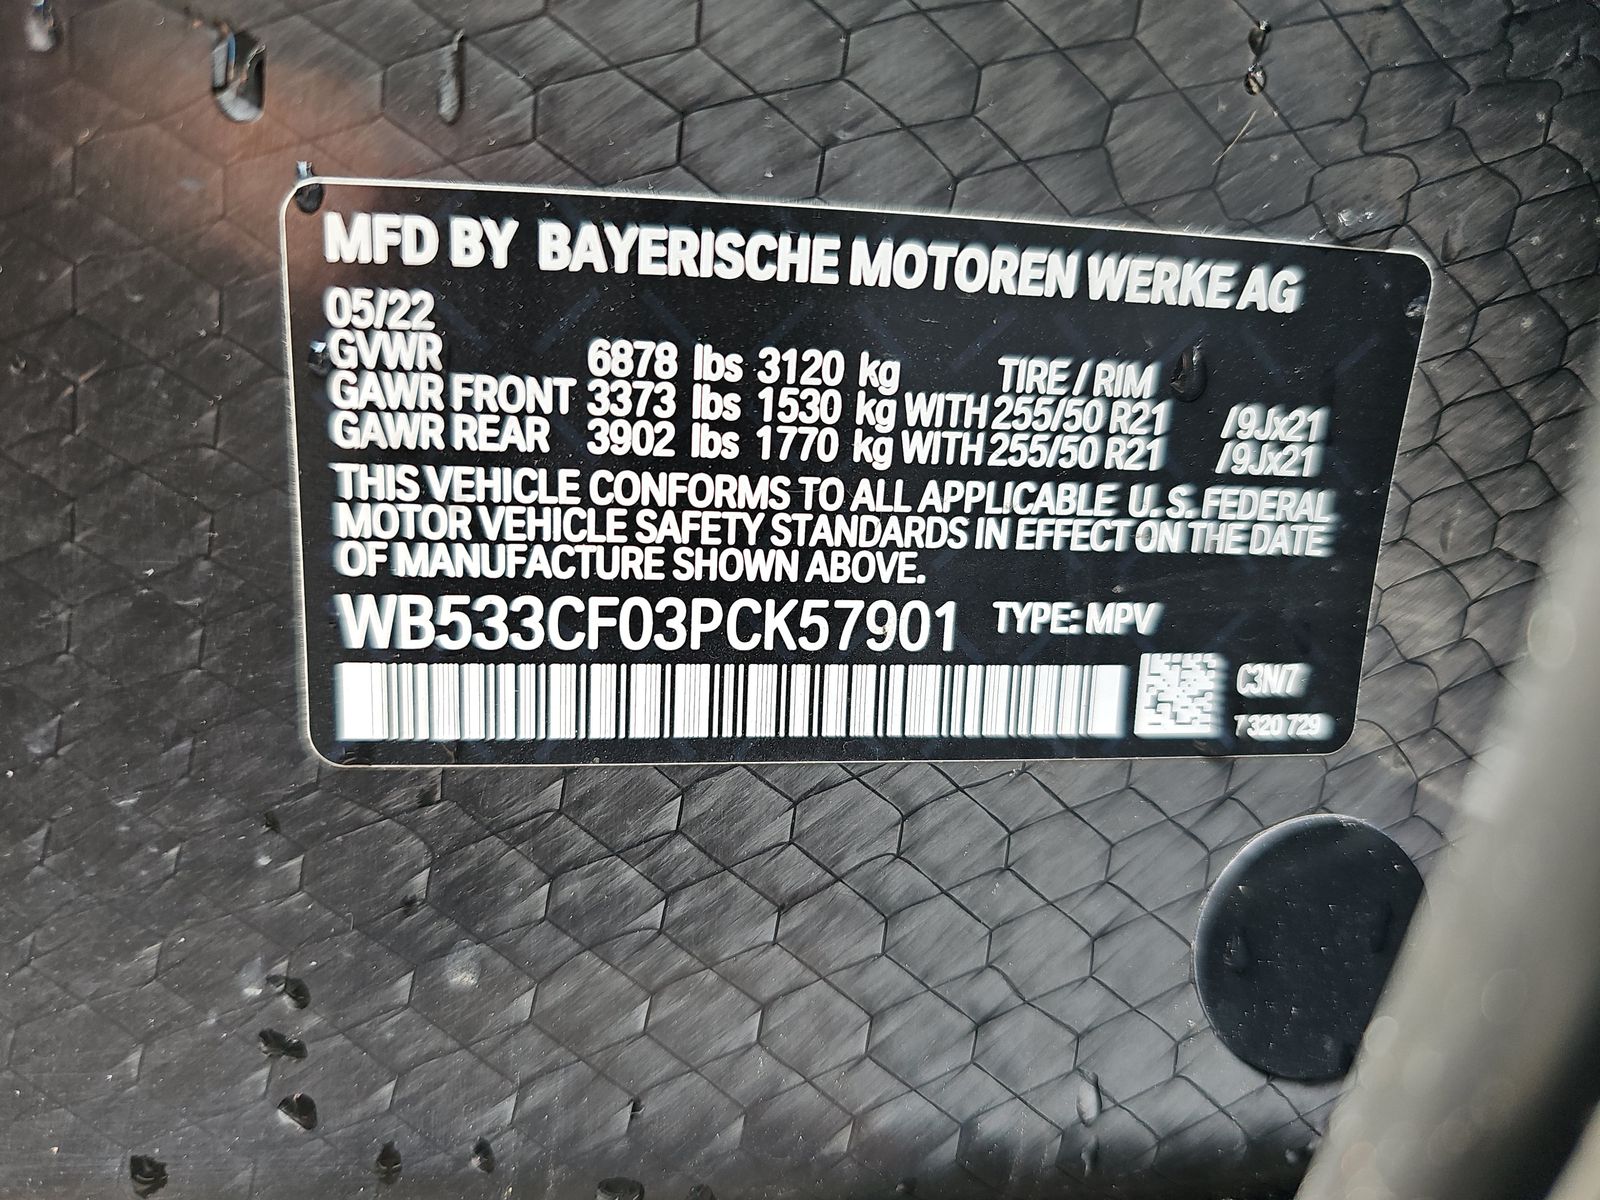 MFD BY BAYERISCHE MOTOREN WERKE AG
05/22
GVWR 6878 lbs 3120 kg TIRE / RIM
GAWR FRONT 3373 lbs 1530 kg WITH 255/50 R21 /9Jx21
GAWR REAR 3902 lbs 1770 kg WITH 255/50 R21 /9Jx21
THIS VEHICLE CONFORMS TO ALL APPLICABLE U.S. FEDERAL
MOTOR VEHICLE SAFETY STANDARDS IN EFFECT ON THE DATE
OF MANUFACTURE SHOWN ABOVE.
WB533CF03PCK57901 TYPE: MPV
C3N/7
7 320 729